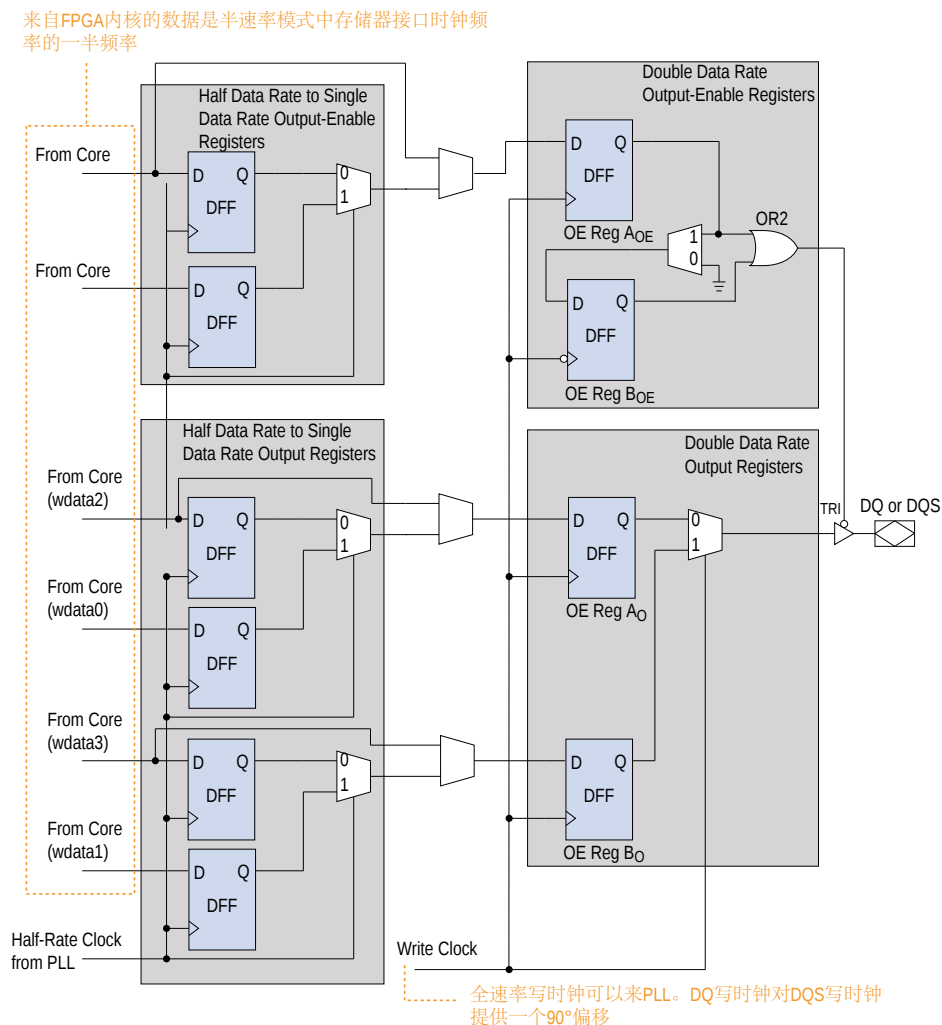 来自FPGA内核的数据是半速率模式中存储器接口时钟频
率的一半频率
Half Data Rate to Single
Data Rate Output-Enable
Registers
Double Data Rate
Output-Enable Registers
From Core
D Q
DFF
0
1
D Q
DFF
OE Reg AOE
OR2
1
0
From Core
D Q
DFF
D Q
DFF
OE Reg BOE
Half Data Rate to Single
Data Rate Output Registers
Double Data Rate
Output Registers
From Core
(wdata2)
D Q
DFF
0
1
D Q
DFF
OE Reg AO
0
1
TRI
DQ or DQS
From Core
(wdata0)
D Q
DFF
From Core
(wdata3)
D Q
DFF
0
1
D Q
DFF
OE Reg BO
From Core
(wdata1)
D Q
DFF
Half-Rate Clock
from PLL
Write Clock
全速率写时钟可以来PLL。DQ写时钟对DQS写时钟
提供一个90°偏移